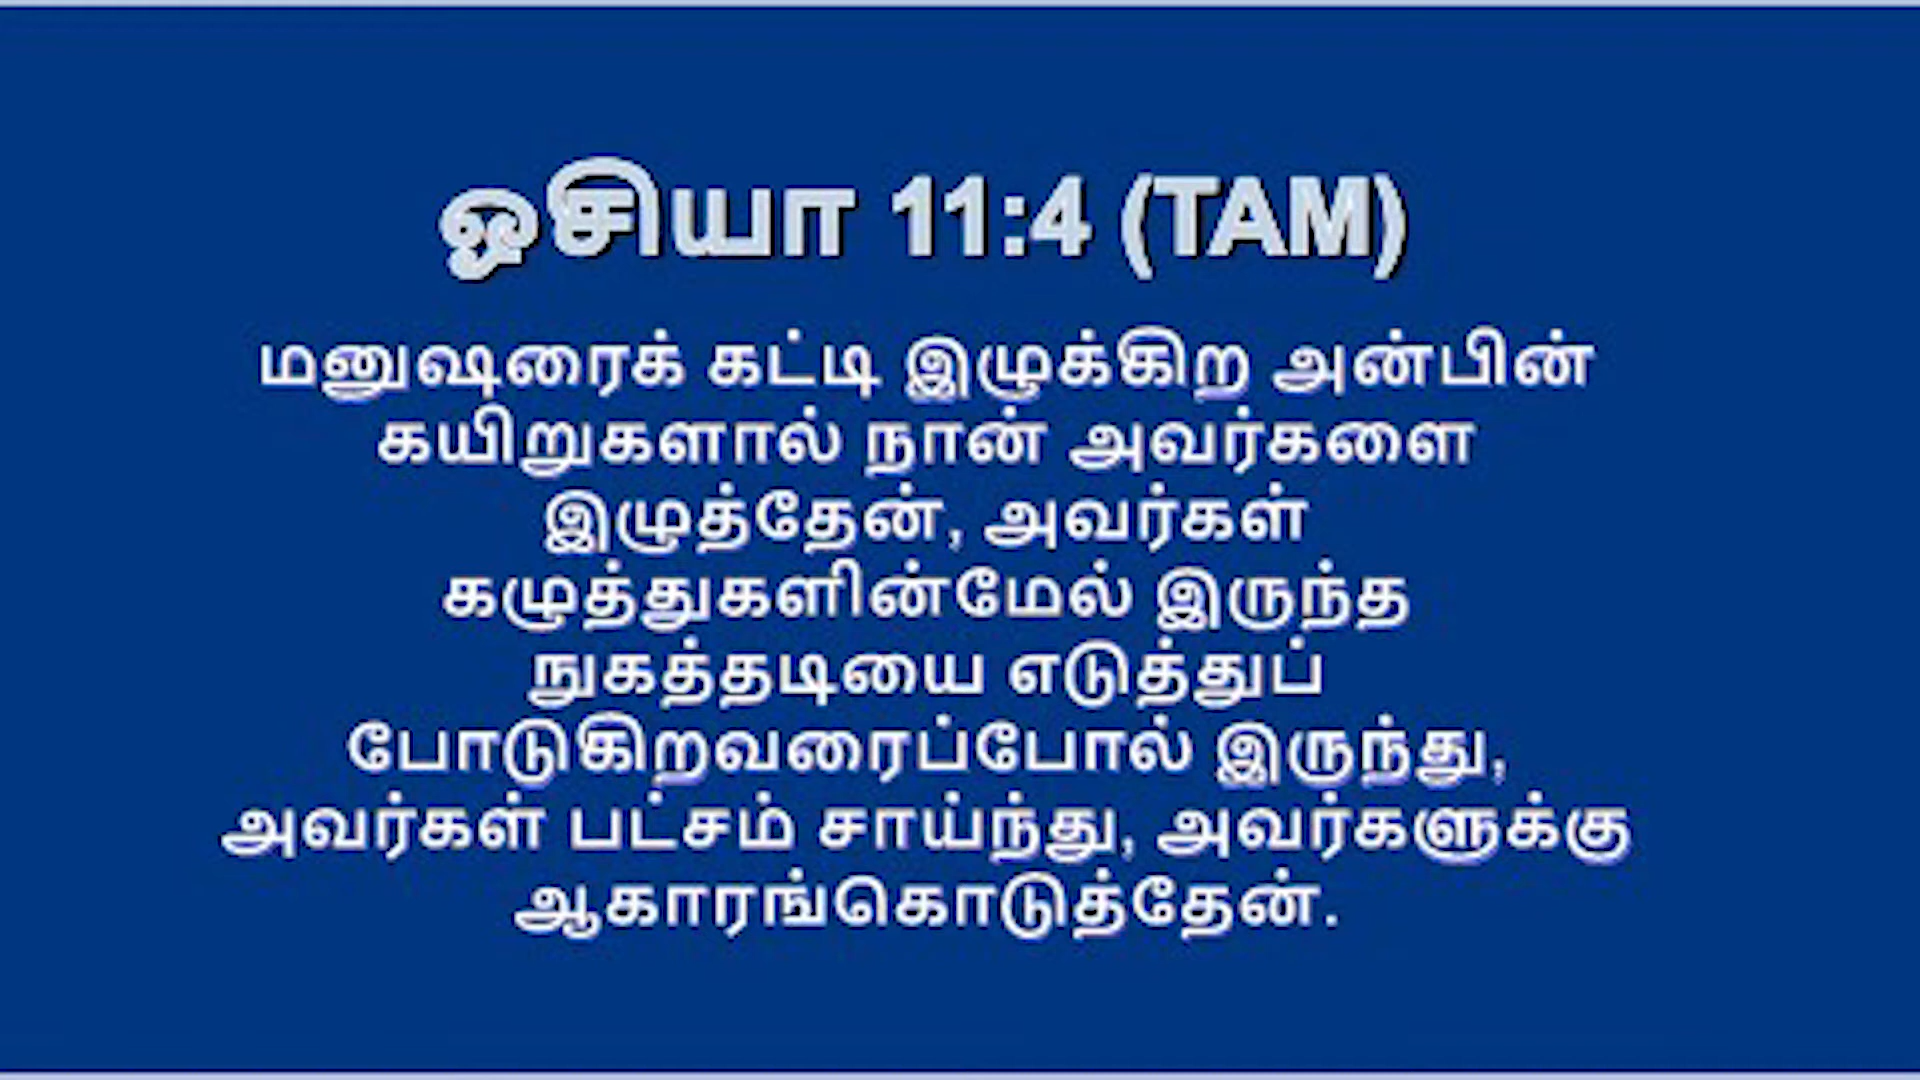 ஓசியா 11:4 (TAM)
மனுஷரைக் கட்டி இழுக்கிற அன்பின்
கயிறுகளால் நான் அவர்களை
இழுத்தேன், அவர்கள்
கழுத்துகளின்மேல் இருந்த
நுகத்தடியை எடுத்துப்
போடுகிறவரைப்போல் இருந்து,
அவர்கள் பட்சம் சாய்ந்து, அவர்களுக்கு
ஆகாரங்கொடுத்தேன்.